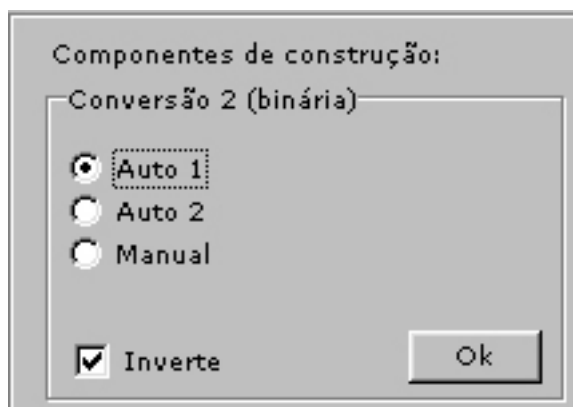 Componentes de construção:
Conversão 2 (binária)
Auto 1
Auto 2
Manual
Inverte
Ok